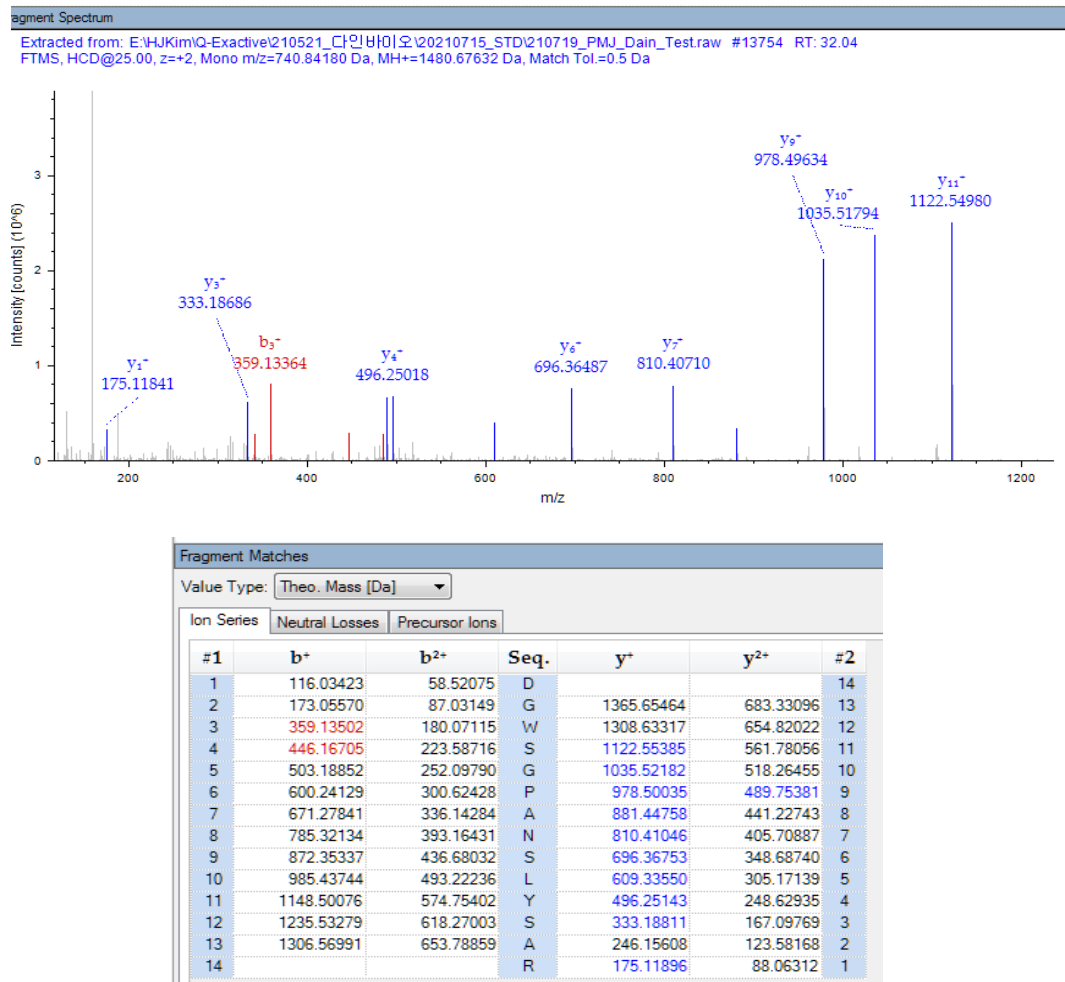 ragment Spectrum
Extracted from: E:\HJKim\Q-Exactive\210521_다인바이오\20210715_STD\210719_PMJ_Dain_Test.raw #13754 RT: 32.04
FTMS, HCD@25.00, z=+2, Mono m/z=740.84180 Da, MH+=1480.67632 Da, Match Tol.=0.5 Da
y₉⁺
978.49634
y₁₀⁺
1035.51794
y₁₁⁺
1122.54980
y₃⁺
333.18686
b₃⁺
359.13364
y₁⁺
175.11841
y₄⁺
496.25018
y₆⁺
696.36487
y₇⁺
810.40710
Intensity [counts] (10^6)
3
2
1
0
200 400 600 800 1000 1200
m/z
Fragment Matches
Value Type: Theo. Mass [Da]
Ion Series Neutral Losses Precursor Ions
#1 b⁺ b²⁺ Seq. y⁺ y²⁺ #2
1 116.03423 58.52075 D 14
2 173.05570 87.03149 G 1365.65464 683.33096 13
3 359.13502 180.07115 W 1308.63317 654.82022 12
4 446.16705 223.58716 S 1122.55385 561.78056 11
5 503.18852 252.09790 G 1035.52182 518.26455 10
6 600.24129 300.62428 P 978.50035 489.75381 9
7 671.27841 336.14284 A 881.44758 441.22743 8
8 785.32134 393.16431 N 810.41046 405.70887 7
9 872.35337 436.68032 S 696.36753 348.68740 6
10 985.43744 493.22236 L 609.33550 305.17139 5
11 1148.50076 574.75402 Y 496.25143 248.62935 4
12 1235.53279 618.27003 S 333.18811 167.09769 3
13 1306.56991 653.78859 A 246.15608 123.58168 2
14 R 175.11896 88.06312 1